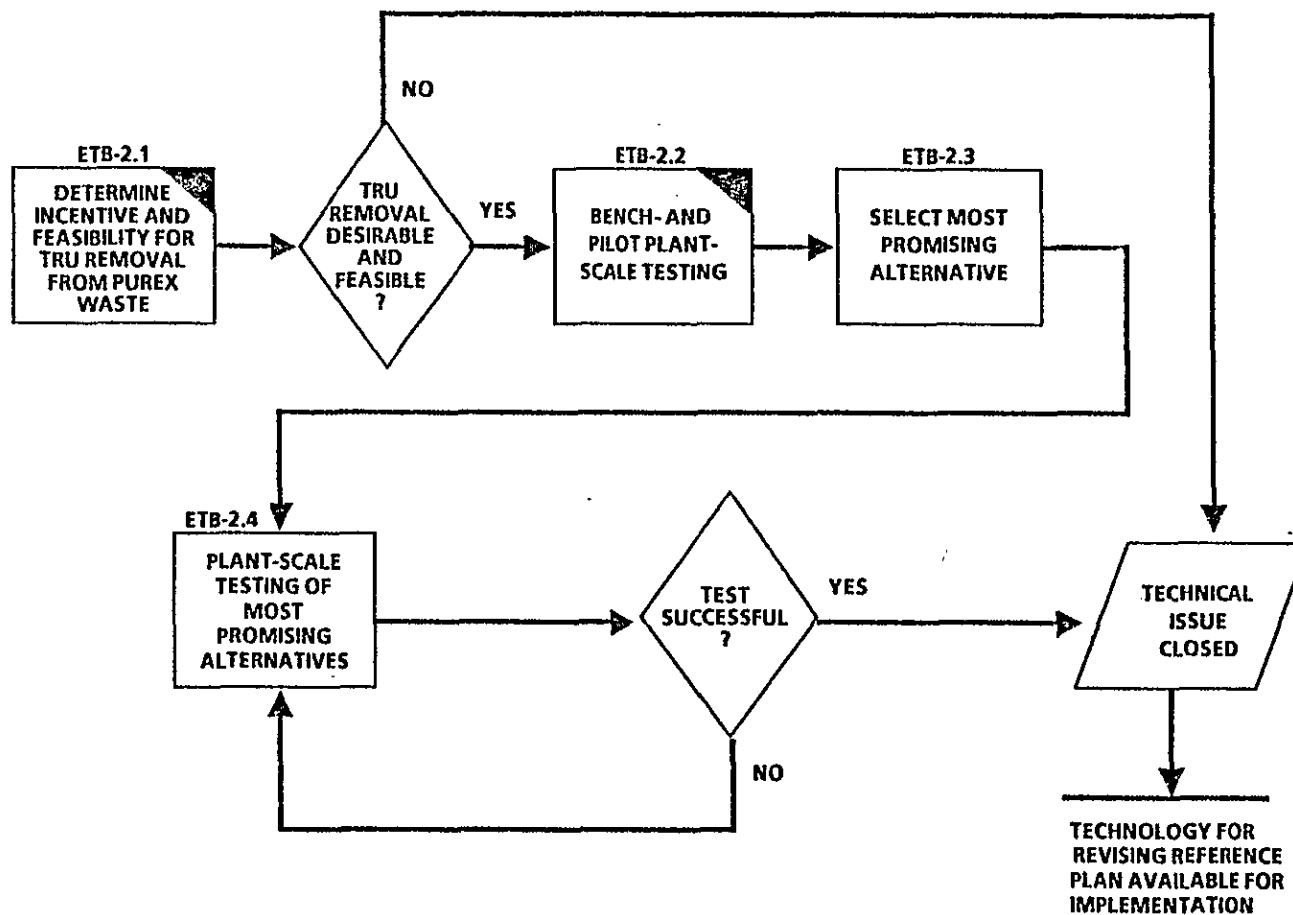 NO
ETB-2.1
DETERMINE
INCENTIVE AND
FEASIBILITY FOR
TRU REMOVAL
FROM PUREX
WASTE
TRU
REMOVAL
DESIRABLE
AND
FEASIBLE
?
YES
ETB-2.2
BENCH- AND
PILOT PLANT-
SCALE TESTING
ETB-2.3
SELECT MOST
PROMISING
ALTERNATIVE
ETB-2.4
PLANT-SCALE
TESTING OF
MOST
PROMISING
ALTERNATIVES
TEST
SUCCESSFUL
?
YES
NO
TECHNICAL
ISSUE
CLOSED
TECHNOLOGY FOR
REVISING REFERENCE
PLAN AVAILABLE FOR
IMPLEMENTATION